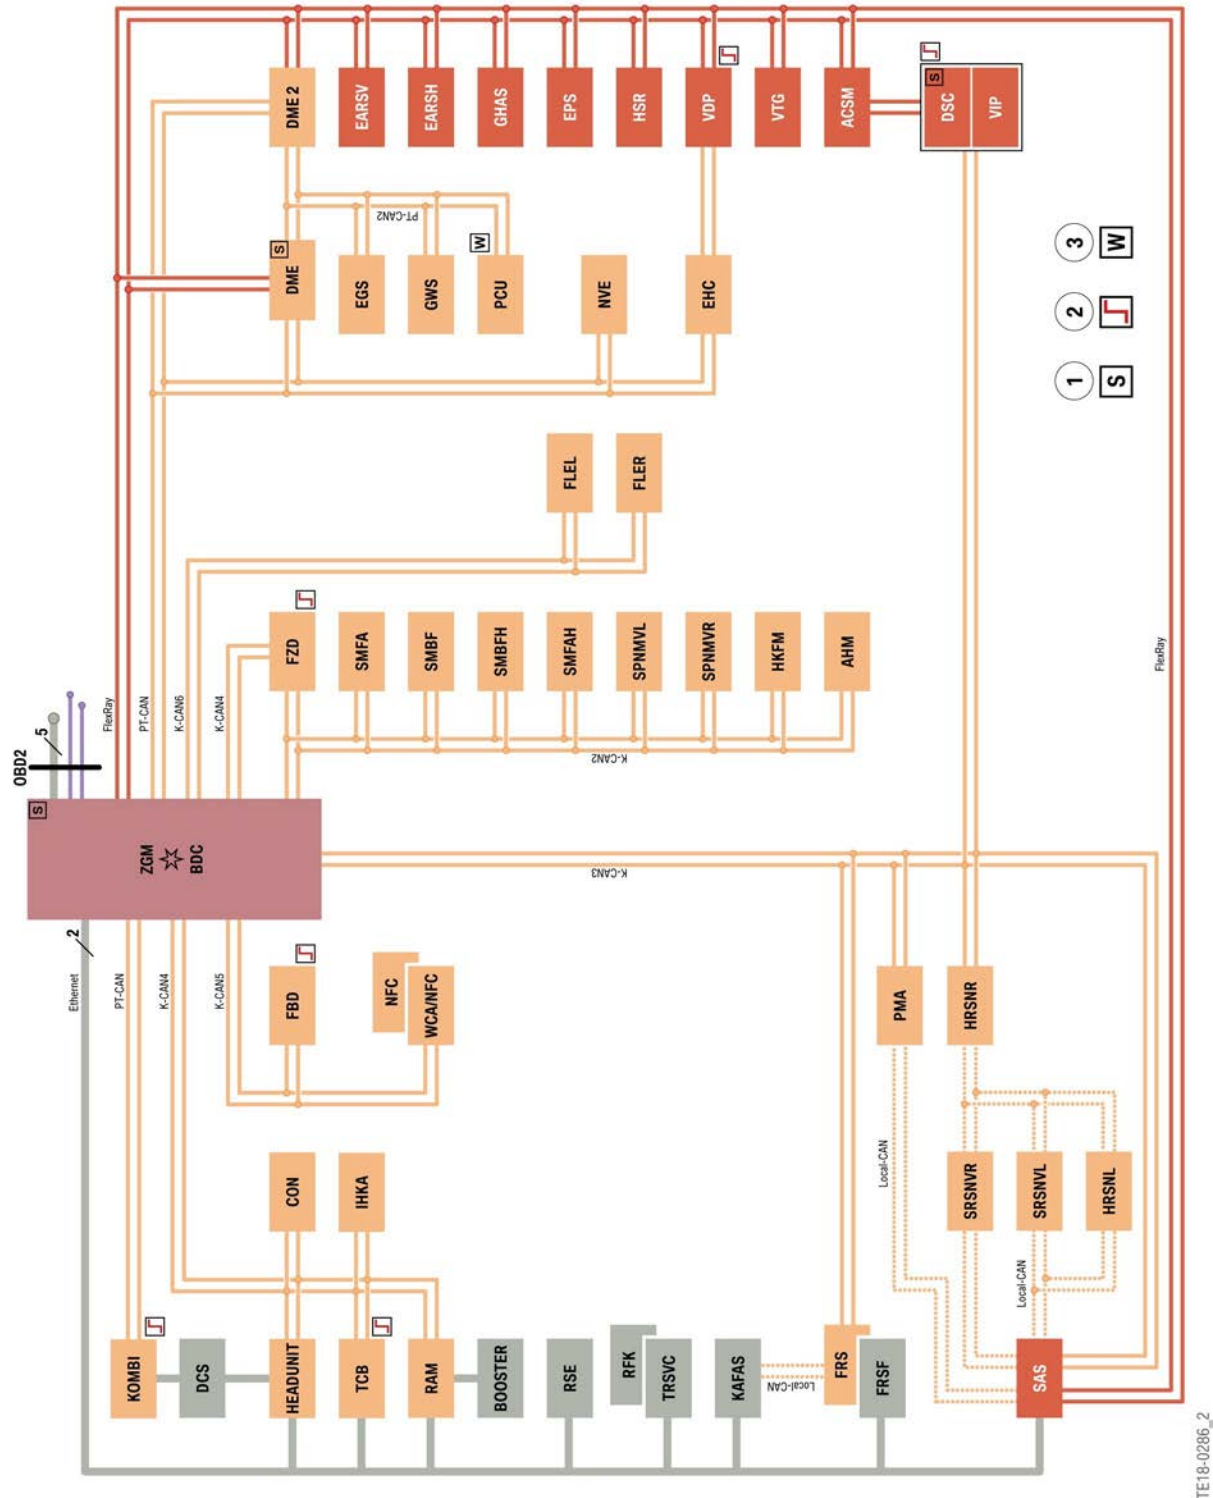 KOMBI
DCS
HEADUNIT
TCB
RAM
BOOSTER
RSE
RFK
TRSVC
KAFAS
FRS
FRSF
SAS
CON
IHKA
Ethernet
2
PT-CAN
K-CAN4
K-CAN5
FBD
NFC
WCA/NFC
Local-CAN
Local-CAN
Local-CAN
PMA
HRSNR
SRSNVR
SRSNVL
HRSNL
ZGM
BDC
S
K-CAN3
OBD2
5
FlexRay
PT-CAN
K-CAN6
K-CAN4
K-CAN2
FZD
SMFA
SMBF
SMBFH
SMFAH
SPNMVL
SPNMVR
HKFM
AHM
FLEL
FLER
FlexRay
DME
S
EGS
GWS
PCU
W
NVE
EHC
PT-CAN2
DME 2
EARSV
EARSH
GHAS
EPS
HSR
VDP
VTG
ACSM
DSC
S
VIP
1
2
3
S
W
TE18-0286_2